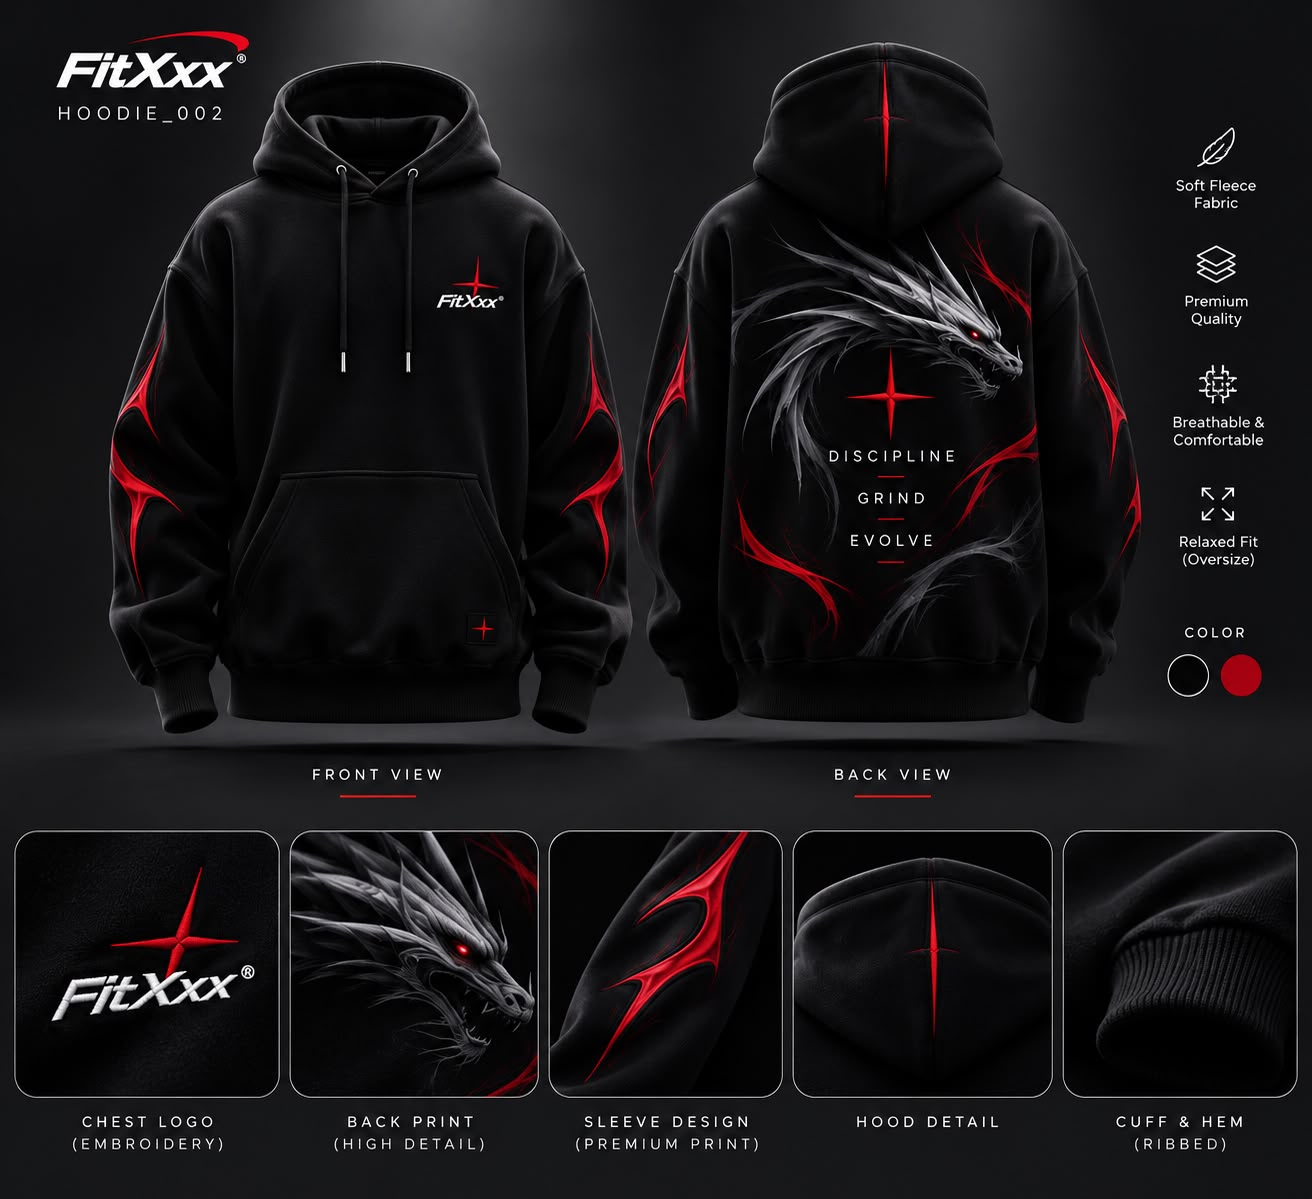 FitXxx®
HOODIE_002
FitXxx®
DISCIPLINE
GRIND
EVOLVE
Soft Fleece
Fabric
Premium
Quality
Breathable &
Comfortable
Relaxed Fit
(Oversize)
COLOR
FRONT VIEW
BACK VIEW
FitXxx®
CHEST LOGO
(EMBROIDERY)
BACK PRINT
(HIGH DETAIL)
SLEEVE DESIGN
(PREMIUM PRINT)
HOOD DETAIL
CUFF & HEM
(RIBBED)